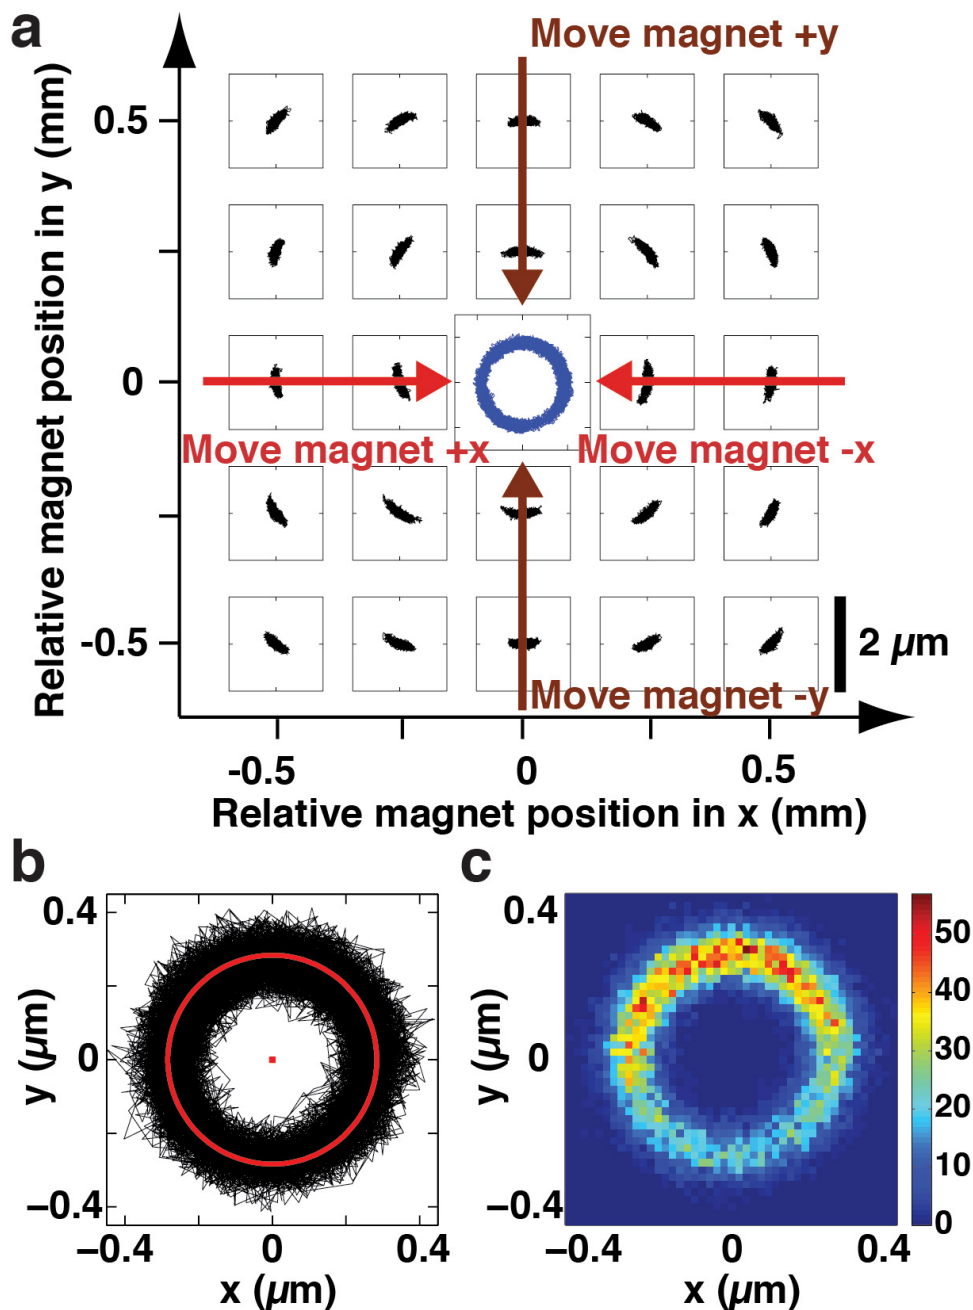 a
Move magnet +y
Relative magnet position in y (mm)
0.5
0
-0.5
Move magnet +x
Move magnet -x
2 µm
Move magnet -y
-0.5
0
0.5
Relative magnet position in x (mm)
b
0.4
0
−0.4
y (µm)
−0.4
0
0.4
x (µm)
c
0.4
0
−0.4
y (µm)
−0.4
0
0.4
x (µm)
50
40
30
20
10
0